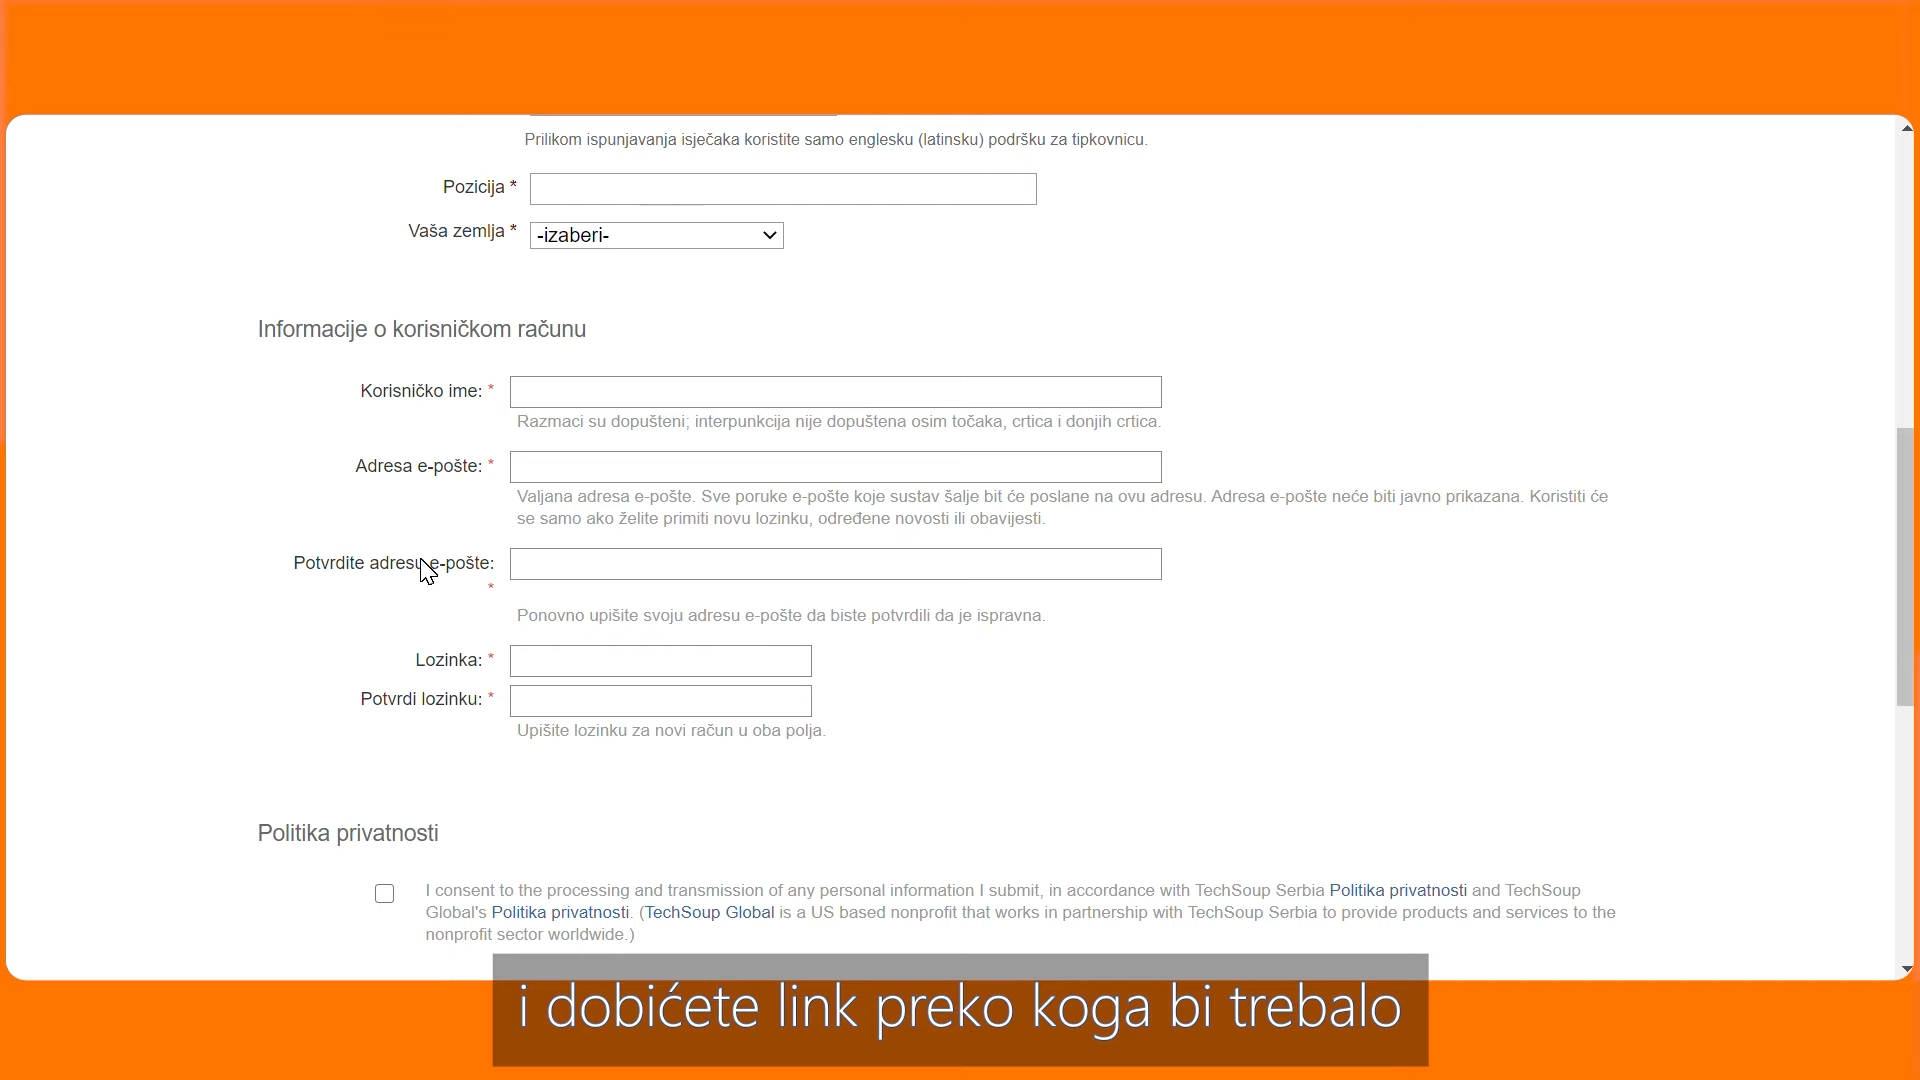 Prilikom ispunjavanja isječaka koristite samo englesku (latinsku) podršku za tipkovnicu.
Pozicija *
Vaša zemlja * -izaberi-
Informacije o korisničkom računu
Korisničko ime: *
Razmaci su dopušteni; interpunkcija nije dopuštena osim točaka, crtica i donjih crtica.
Adresa e-pošte: *
Valjana adresa e-pošte. Sve poruke e-pošte koje sustav šalje bit će poslane na ovu adresu. Adresa e-pošte neće biti javno prikazana. Koristiti će
se samo ako želite primiti novu lozinku, određene novosti ili obavijesti.
Potvrdite adresu e-pošte:
*
Ponovno upišite svoju adresu e-pošte da biste potvrdili da je ispravna.
Lozinka: *
Potvrdi lozinku: *
Upišite lozinku za novi račun u oba polja.
Politika privatnosti
I consent to the processing and transmission of any personal information I submit, in accordance with TechSoup Serbia Politika privatnosti and TechSoup
Global's Politika privatnosti. (TechSoup Global is a US based nonprofit that works in partnership with TechSoup Serbia to provide products and services to the
nonprofit sector worldwide.)
i dobićete link preko koga bi trebalo